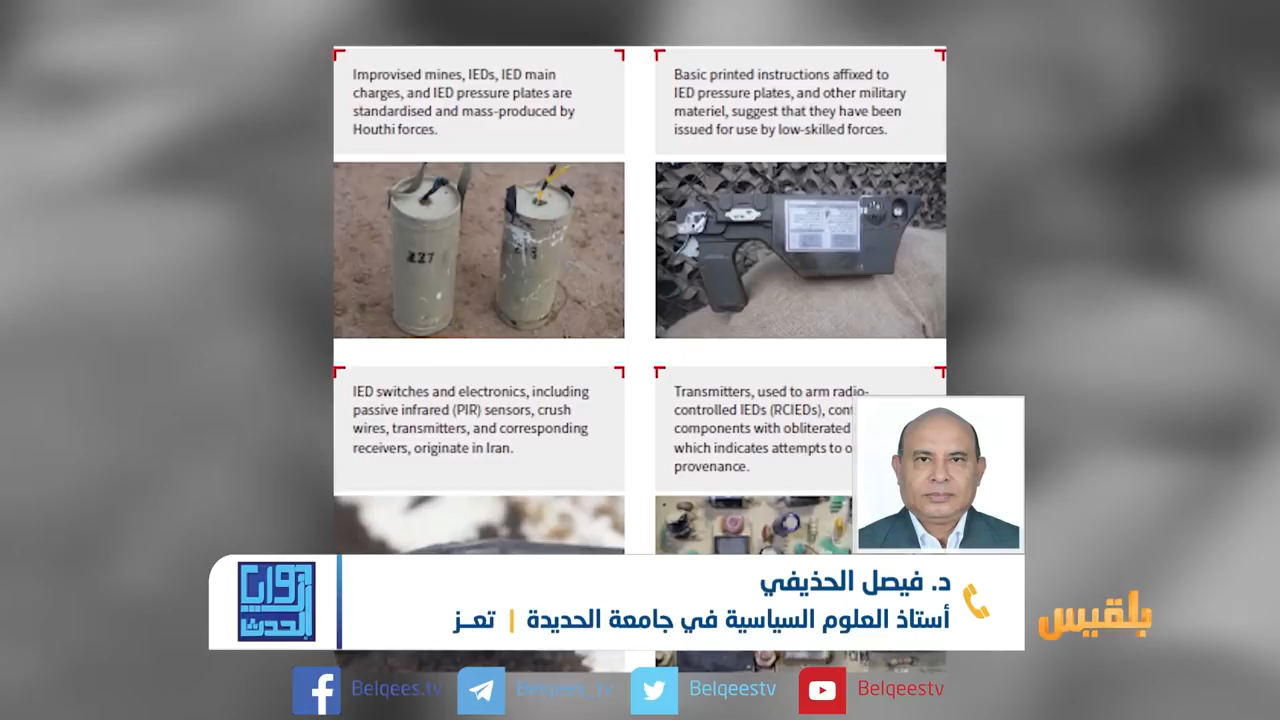 Improvised mines, IEDs, IED main
charges, and IED pressure plates are
standardised and mass-produced by
Houthi forces.
Basic printed instructions affixed to
IED pressure plates, and other military
materiel, suggest that they have been
issued for use by low-skilled forces.
227
IED switches and electronics, including
passive infrared (PIR) sensors, crush
wires, transmitters, and corresponding
receivers, originate in Iran.
Transmitters, used to arm radio-
controlled IEDs (RCIEDs),
components with obliterated
which indicates attempts to
provenance.
د. فيصل الحذيفي
أستاذ العلوم السياسية في جامعة الحديدة | تعـز
الحدث
بلقيس
Belqees.tv
Belqees_tv
Belqeestv
Belqeestv